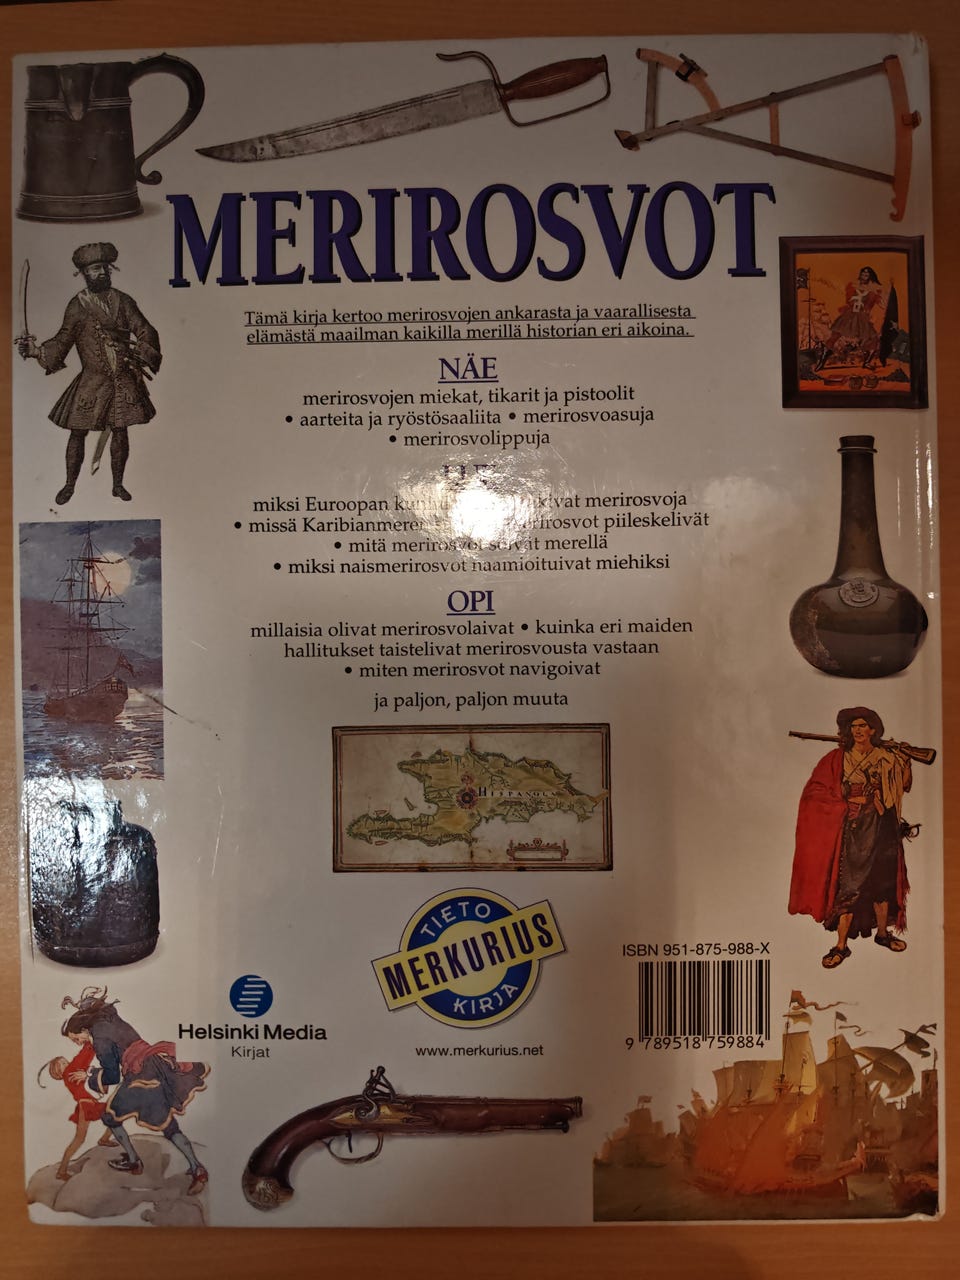 MERIROSVOT
Tämä kirja kertoo merirosvojen ankarasta ja vaarallisesta
elämästä maailman kaikilla merillä historian eri aikoina.
NÄE
merirosvojen miekat, tikarit ja pistoolit
• aarteita ja ryöstösaaliita • merirosvoasuja
• merirosvolippuja
miksi Euroopan merirosvoja
• missä Karibianmeren merirosvot piileskelivät
• mitä merirosvot söivät merellä
• miksi naismerirosvot naamioituivat miehiksi
OPI
millaisia olivat merirosvolaivat • kuinka eri maiden
hallitukset taistelivat merirosvousta vastaan
• miten merirosvot navigoivat
ja paljon, paljon muuta
HISPANIOLA
TIETO
MERKURIUS
KIRJA
ISBN 951-875-988-X
9 789518 759884
Helsinki Media
Kirjat
www.merkurius.net